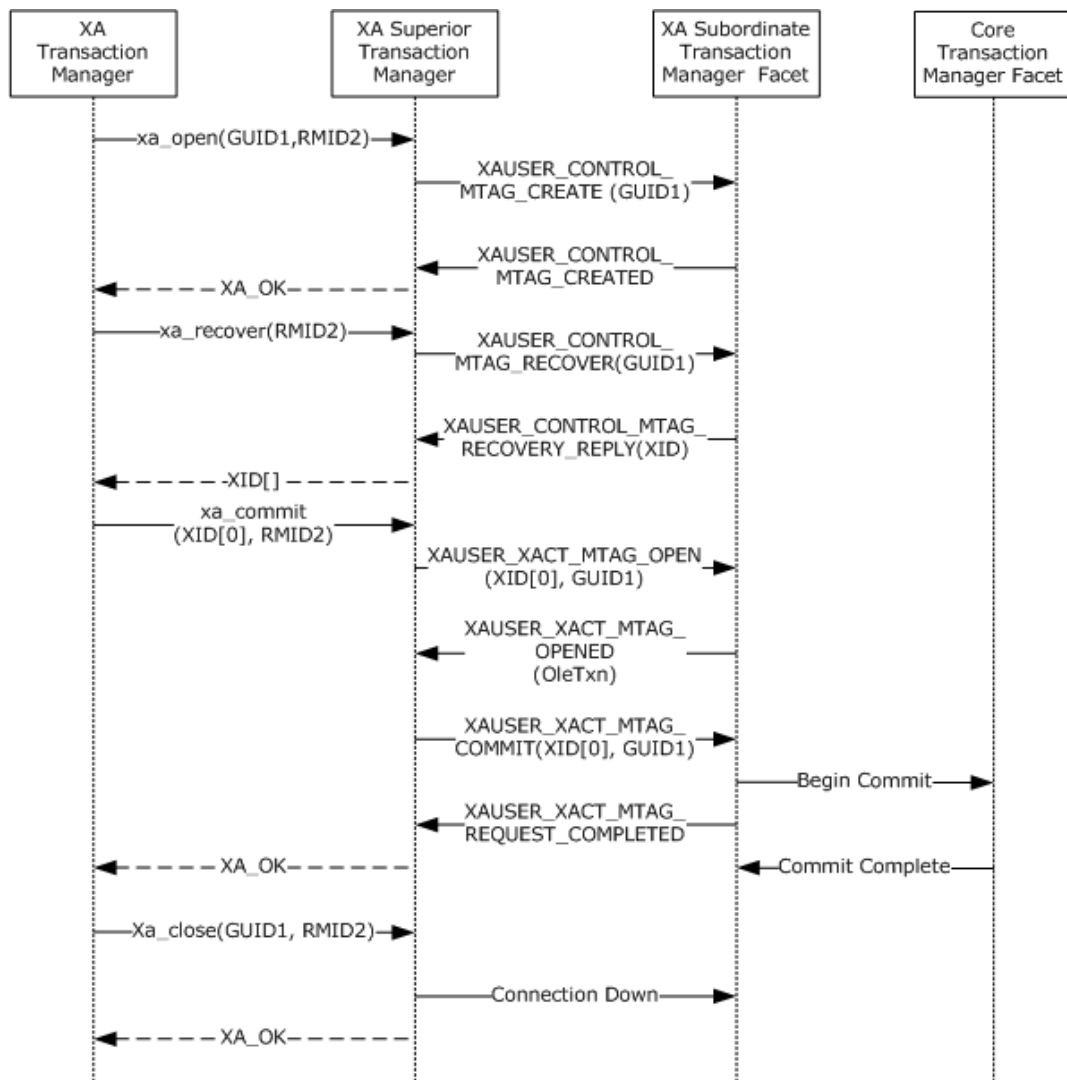 XA
Transaction
Manager
XA Superior
Transaction
Manager
XA Subordinate
Transaction
Manager Facet
Core
Transaction
Manager Facet
xa_open(GUID1,RMID2)
XAUSER_CONTROL_
MTAG_CREATE (GUID1)
XAUSER_CONTROL_
MTAG_CREATED
XA_OK
xa_recover(RMID2)
XAUSER_CONTROL_
MTAG_RECOVER(GUID1)
XAUSER_CONTROL_MTAG_
RECOVERY_REPLY(XID)
XID[]
xa_commit
(XID[0], RMID2)
XAUSER_XACT_MTAG_OPEN
(XID[0], GUID1)
XAUSER_XACT_MTAG_
OPENED
(OleTxn)
XAUSER_XACT_MTAG_
COMMIT(XID[0], GUID1)
Begin Commit
XAUSER_XACT_MTAG_
REQUEST_COMPLETED
XA_OK
Commit Complete
Xa_close(GUID1, RMID2)
Connection Down
XA_OK